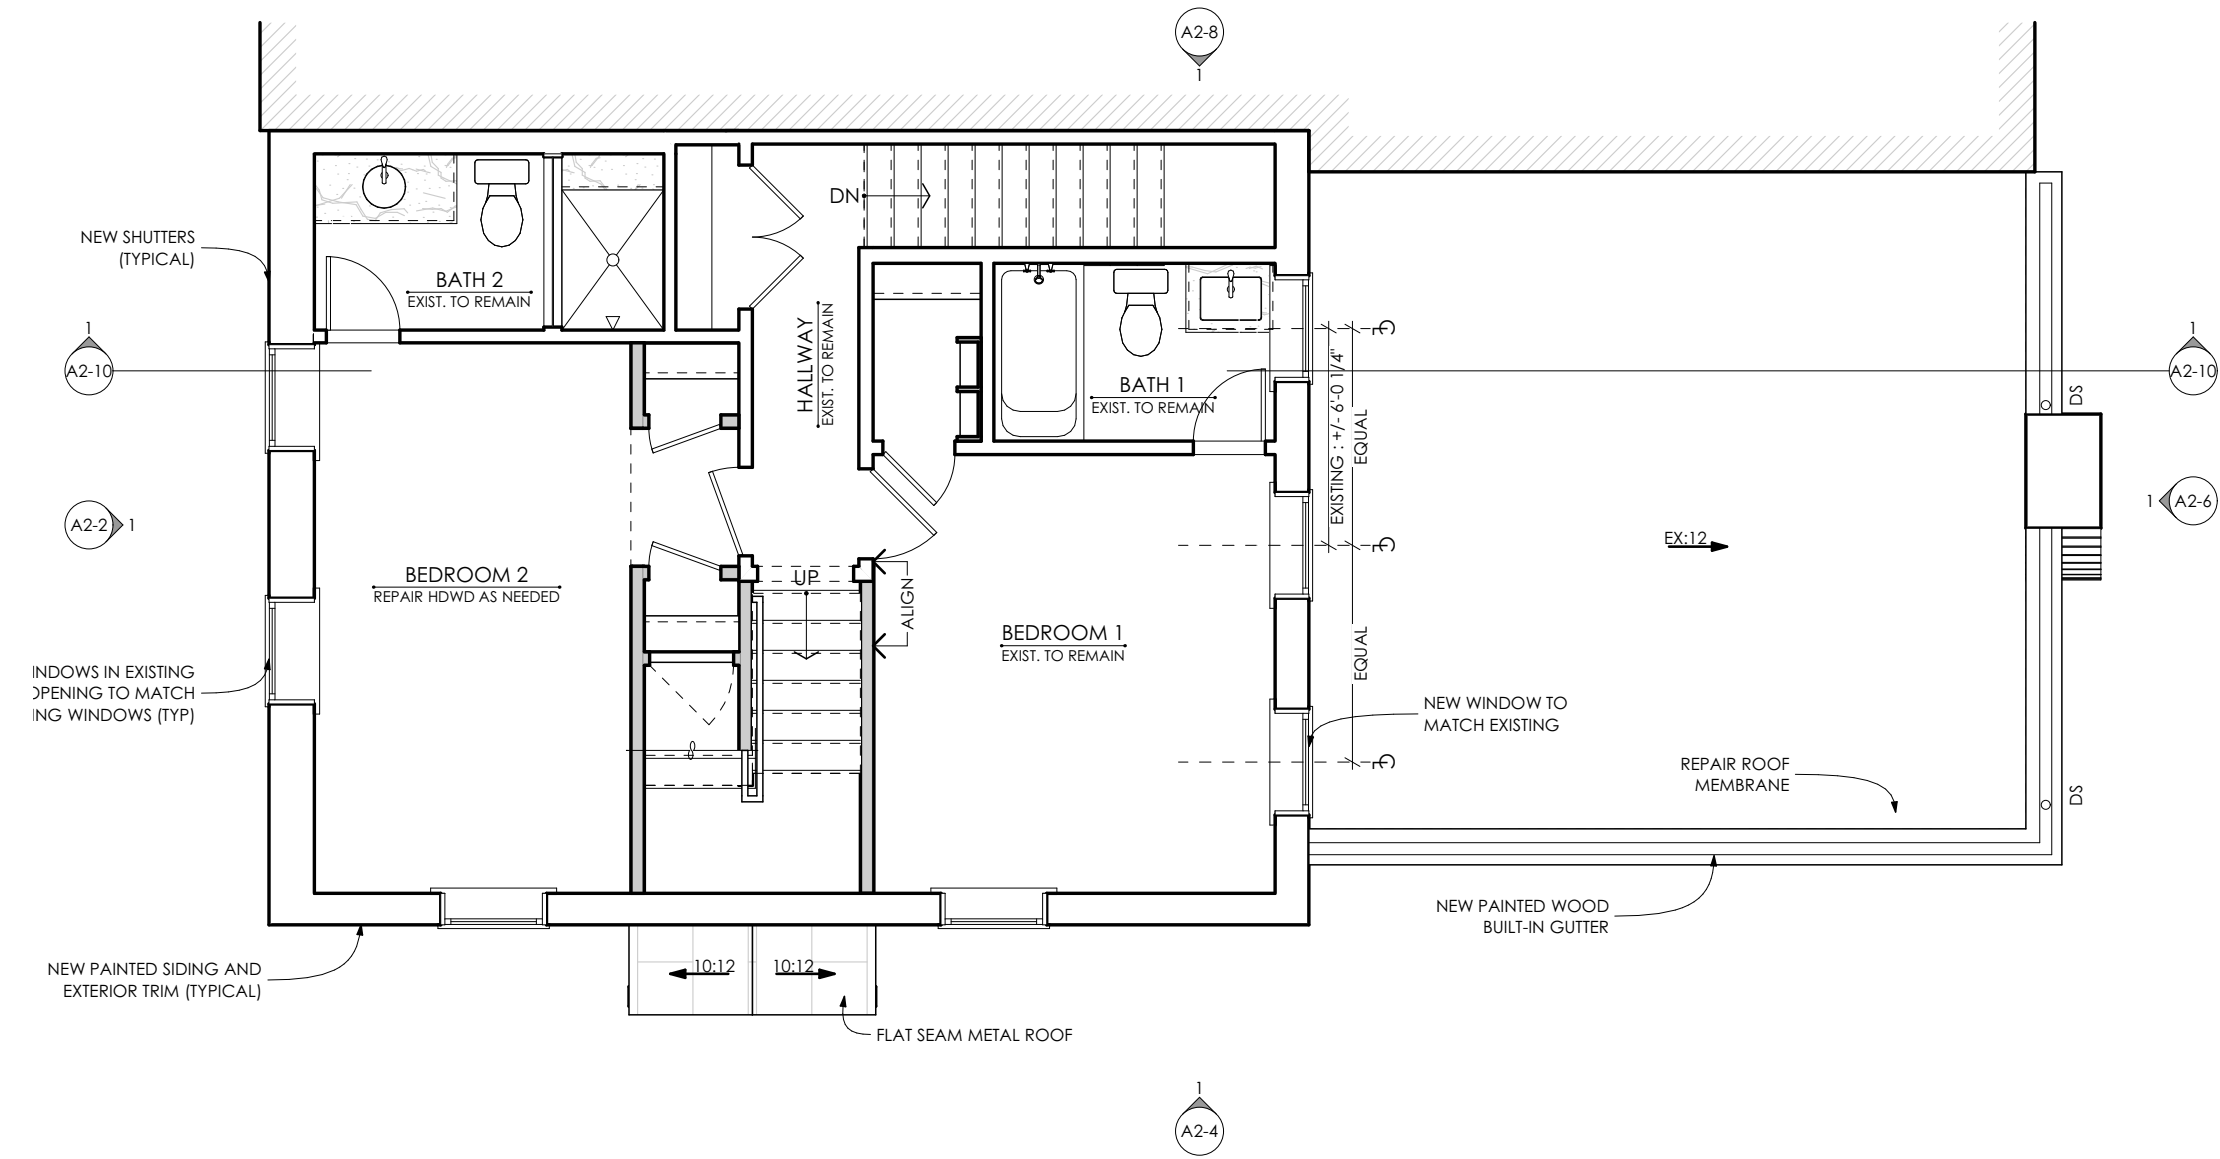 A2-8
1
DN
NEW SHUTTERS
(TYPICAL)
BATH 2
EXIST. TO REMAIN
HALLWAY
EXIST. TO REMAIN
BATH 1
EXIST. TO REMAIN
EXISTING : +/- 6'-0 1/4"
EQUAL
1
A2-10
1
A2-10
DS
A2-2
1
1
A2-6
EX:12
UP
ALIGN
BEDROOM 2
REPAIR HDWD AS NEEDED
BEDROOM 1
EXIST. TO REMAIN
EQUAL
INDOWS IN EXISTING
OPENING TO MATCH
ING WINDOWS (TYP)
NEW WINDOW TO
MATCH EXISTING
REPAIR ROOF
MEMBRANE
DS
NEW PAINTED WOOD
BUILT-IN GUTTER
NEW PAINTED SIDING AND
EXTERIOR TRIM (TYPICAL)
10:12
10:12
FLAT SEAM METAL ROOF
1
A2-4